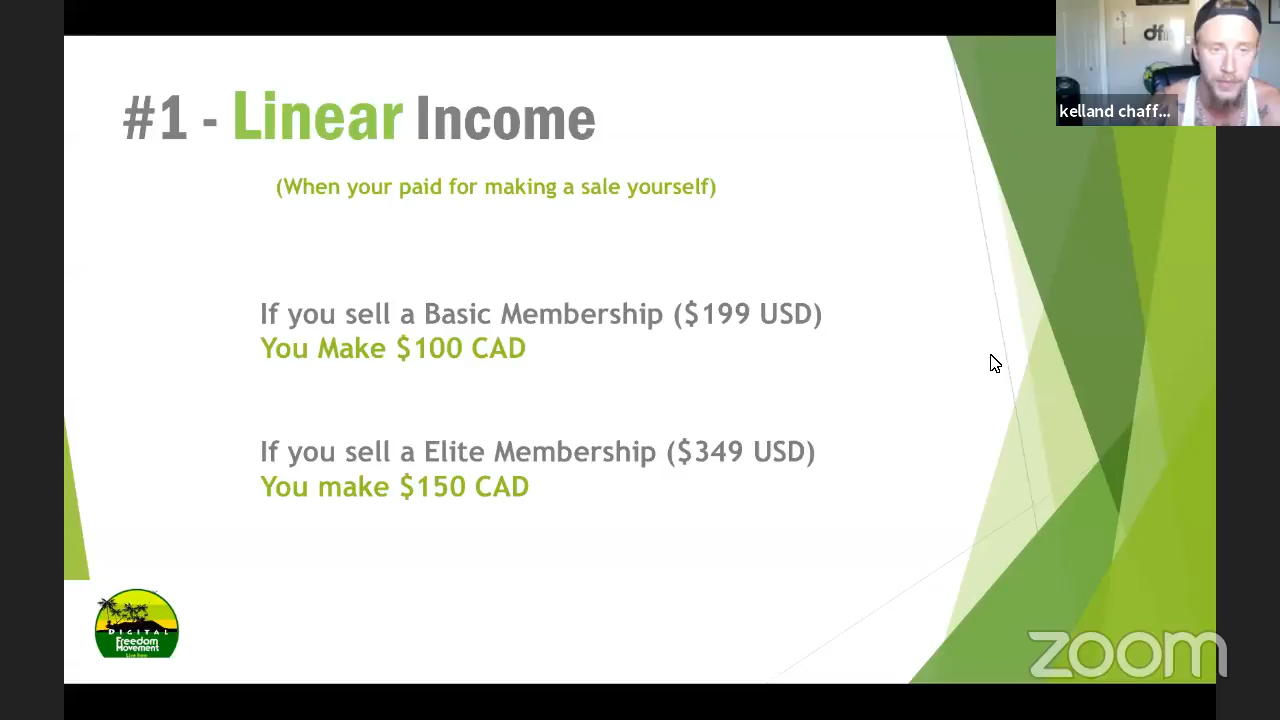 #1 - Linear Income
(When your paid for making a sale yourself)
If you sell a Basic Membership ($199 USD)
You Make $100 CAD
If you sell a Elite Membership ($349 USD)
You make $150 CAD
kelland chaff...
DIGITAL
Freedom
Movement
zoom